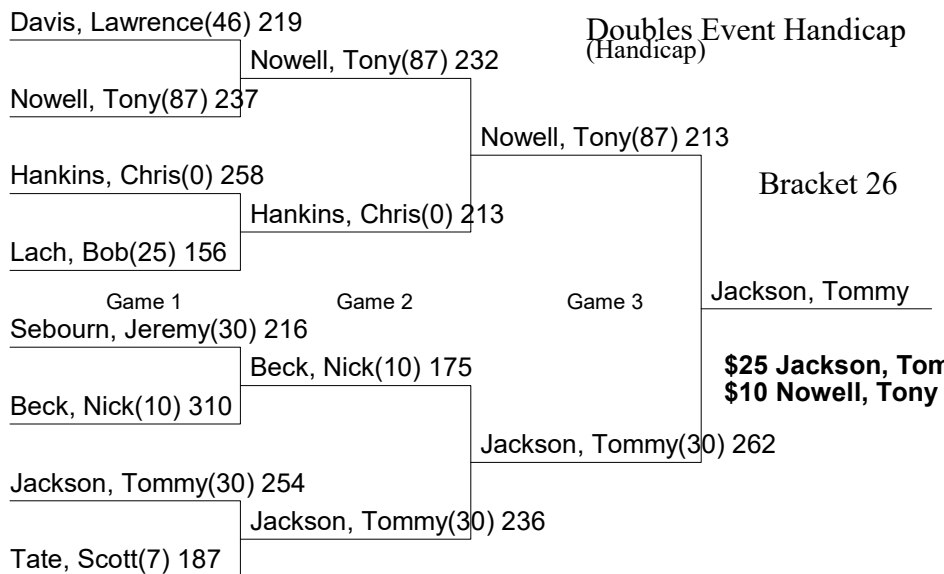 Davis, Lawrence(46) 219
Doubles Event Handicap
(Handicap)
Nowell, Tony(87) 232
Nowell, Tony(87) 237
Nowell, Tony(87) 213
Hankins, Chris(0) 258
Bracket 26
Hankins, Chris(0) 213
Lach, Bob(25) 156
Game 1
Game 2
Game 3
Jackson, Tommy
Sebourn, Jeremy(30) 216
Beck, Nick(10) 175
$25 Jackson, Tom
$10 Nowell, Tony
Beck, Nick(10) 310
Jackson, Tommy(30) 262
Jackson, Tommy(30) 254
Jackson, Tommy(30) 236
Tate, Scott(7) 187